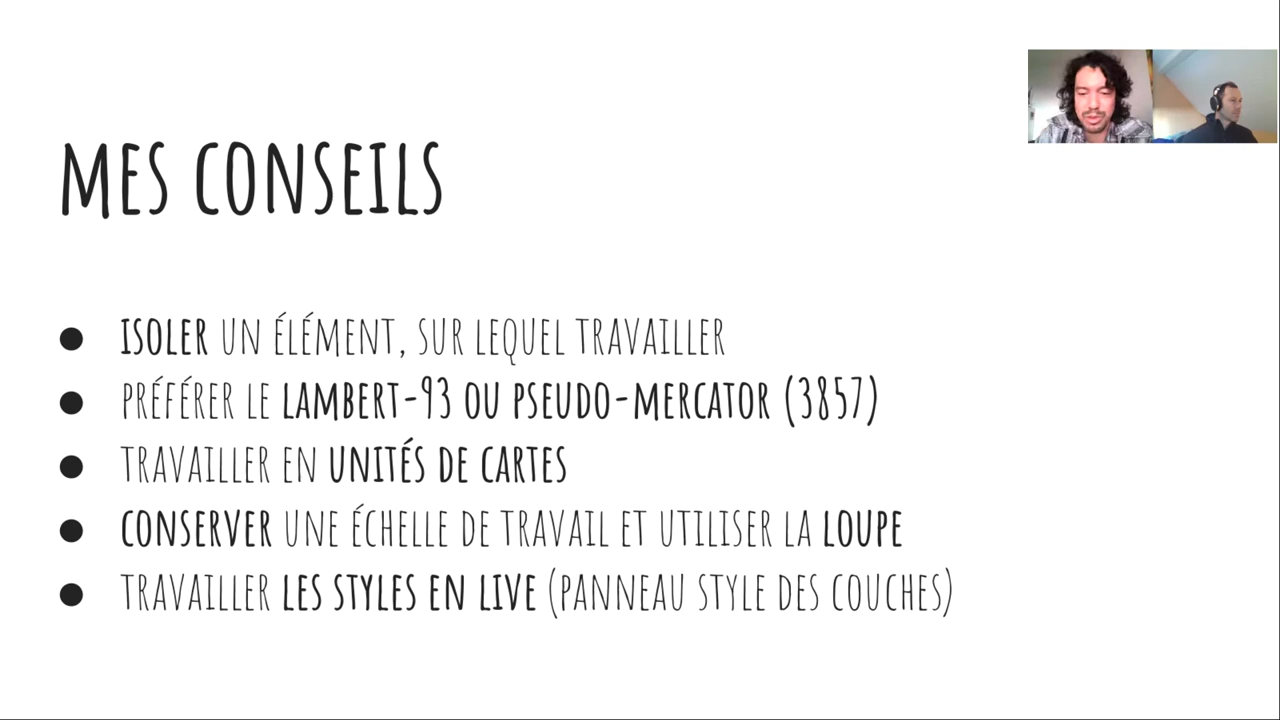 MES CONSEILS
● ISOLER UN ÉLÉMENT, SUR LEQUEL TRAVAILLER
● PRÉFÉRER LE LAMBERT-93 OU PSEUDO-MERCATOR (3857)
● TRAVAILLER EN UNITÉS DE CARTES
● CONSERVER UNE ÉCHELLE DE TRAVAIL ET UTILISER LA LOUPE
● TRAVAILLER LES STYLES EN LIVE (PANNEAU STYLE DES COUCHES)